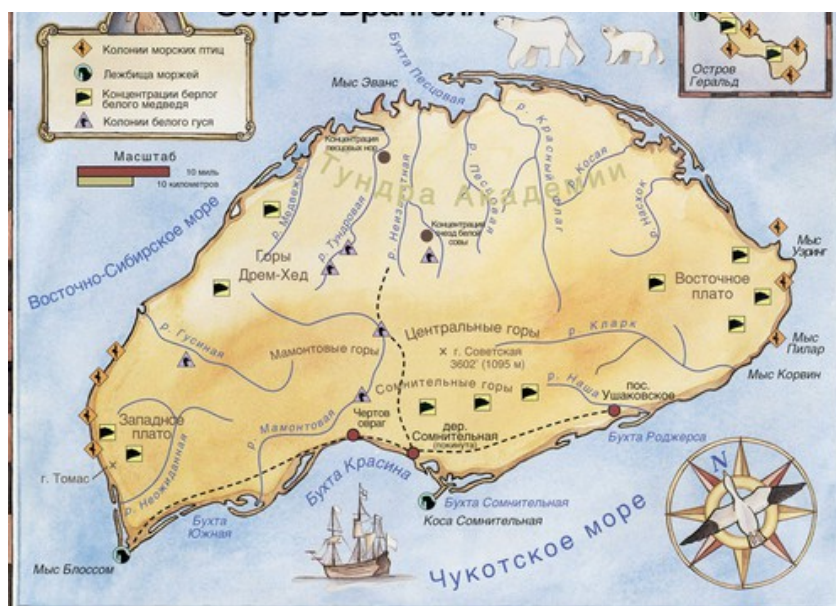 Остров Врангеля
Колонии морских птиц
Лежбища моржей
Концентрации берлог
белого медведя
Колонии белого гуся
Масштаб
10 миль
10 километров
Остров
Геральд
Мыс Эванс
Бухта Песцовая
Концентрация
песцовых нор
Тундра Академии
р. Медвежья
р. Тундровая
р. Неизвестная
р. Песцовая
р. Красный Флаг
р. Косая
р. Несхок
Концентрация
гнезд белой
совы
Восточно-Сибирское море
Горы
Дрем-Хед
Мыс
Уэринг
Восточное
плато
р. Гусиная
Мамонтовые горы
Центральные горы
р. Кларк
г. Советская
3602' (1095 м)
Мыс
Пилар
Мыс Корвин
Сомнительные горы
р. Наша
пос.
Ушаковское
Западное
плато
р. Мамонтовая
Чертов
овраг
дер.
Сомнительная
(покинута)
Бухта Роджерса
г. Томас
р. Неожиданная
Бухта Красина
Бухта
Южная
Бухта Сомнительная
Коса Сомнительная
Мыс Блоссом
Чукотское море
N